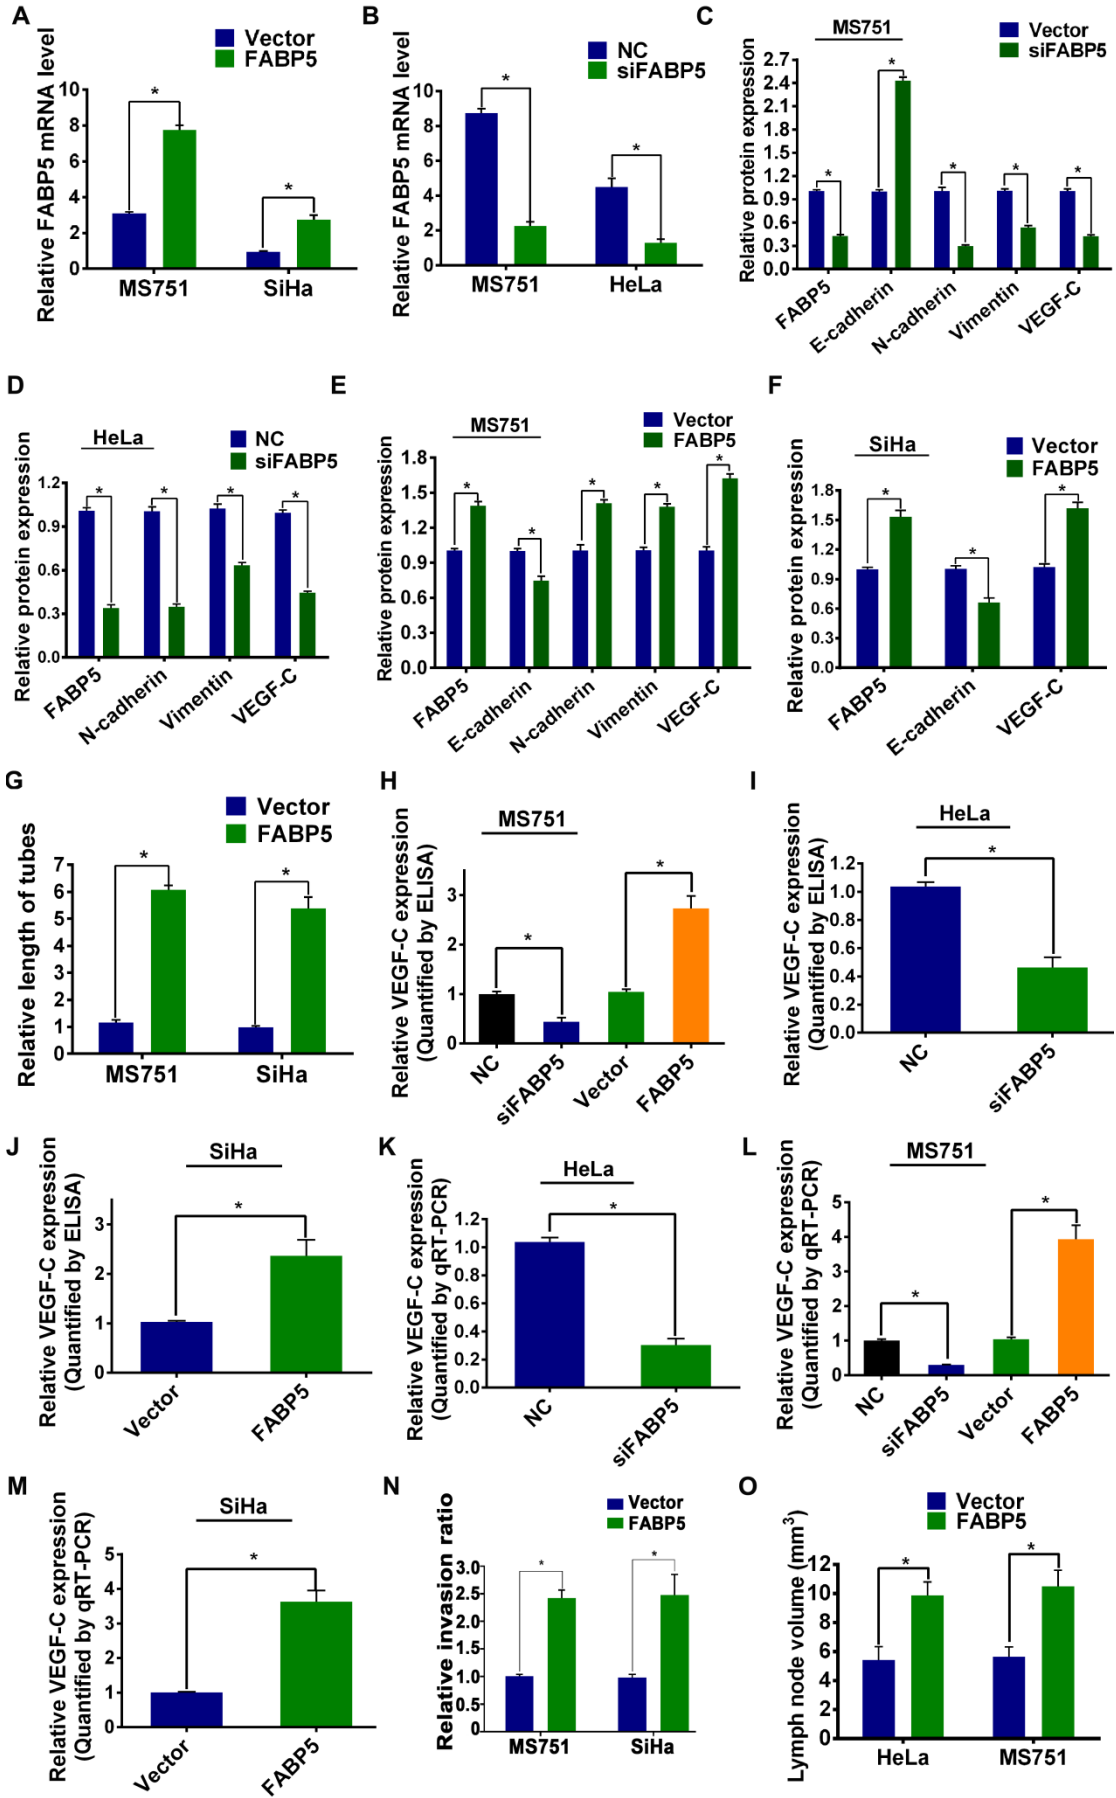 A
Relative FABP5 mRNA level
Vector
FABP5
10
8
6
4
2
0
*
*
MS751
SiHa
B
Relative FABP5 mRNA level
NC
siFABP5
10
8
6
4
2
0
*
*
MS751
HeLa
C
MS751
Vector
siFABP5
Relative protein expression
2.7
2.4
2.1
1.8
1.5
1.2
0.9
0.6
0.3
0.0
*
*
*
*
*
FABP5
E-cadherin
N-cadherin
Vimentin
VEGF-C
D
HeLa
NC
siFABP5
Relative protein expression
1.2
0.9
0.6
0.3
0.0
*
*
*
*
FABP5
N-cadherin
Vimentin
VEGF-C
E
MS751
Vector
FABP5
Relative protein expression
1.8
1.5
1.2
0.9
0.6
0.3
0.0
*
*
*
*
*
FABP5
E-cadherin
N-cadherin
Vimentin
VEGF-C
F
SiHa
Vector
FABP5
Relative protein expression
1.8
1.5
1.2
0.9
0.6
0.3
0.0
*
*
*
FABP5
E-cadherin
VEGF-C
G
Vector
FABP5
Relative length of tubes
7
6
5
4
3
2
1
0
*
*
MS751
SiHa
H
MS751
Relative VEGF-C expression
(Quantified by ELISA)
3
2
1
0
*
*
NC
siFABP5
Vector
FABP5
I
HeLa
Relative VEGF-C expression
(Quantified by ELISA)
1.2
1.0
0.8
0.6
0.4
0.2
0.0
*
NC
siFABP5
J
SiHa
Relative VEGF-C expression
(Quantified by ELISA)
3
2
1
0
*
Vector
FABP5
K
HeLa
Relative VEGF-C expression
(Quantified by qRT-PCR)
1.2
1.0
0.8
0.6
0.4
0.2
0.0
*
NC
siFABP5
L
MS751
Relative VEGF-C expression
(Quantified by qRT-PCR)
5
4
3
2
1
0
*
*
NC
siFABP5
Vector
FABP5
M
SiHa
Relative VEGF-C expression
(Quantified by qRT-PCR)
5
4
3
2
1
0
*
Vector
FABP5
N
Vector
FABP5
Relative invasion ratio
3.0
2.5
2.0
1.5
1.0
0.5
0
*
*
MS751
SiHa
O
Vector
FABP5
Lymph node volume (mm³)
12
10
8
6
4
2
0
*
*
HeLa
MS751